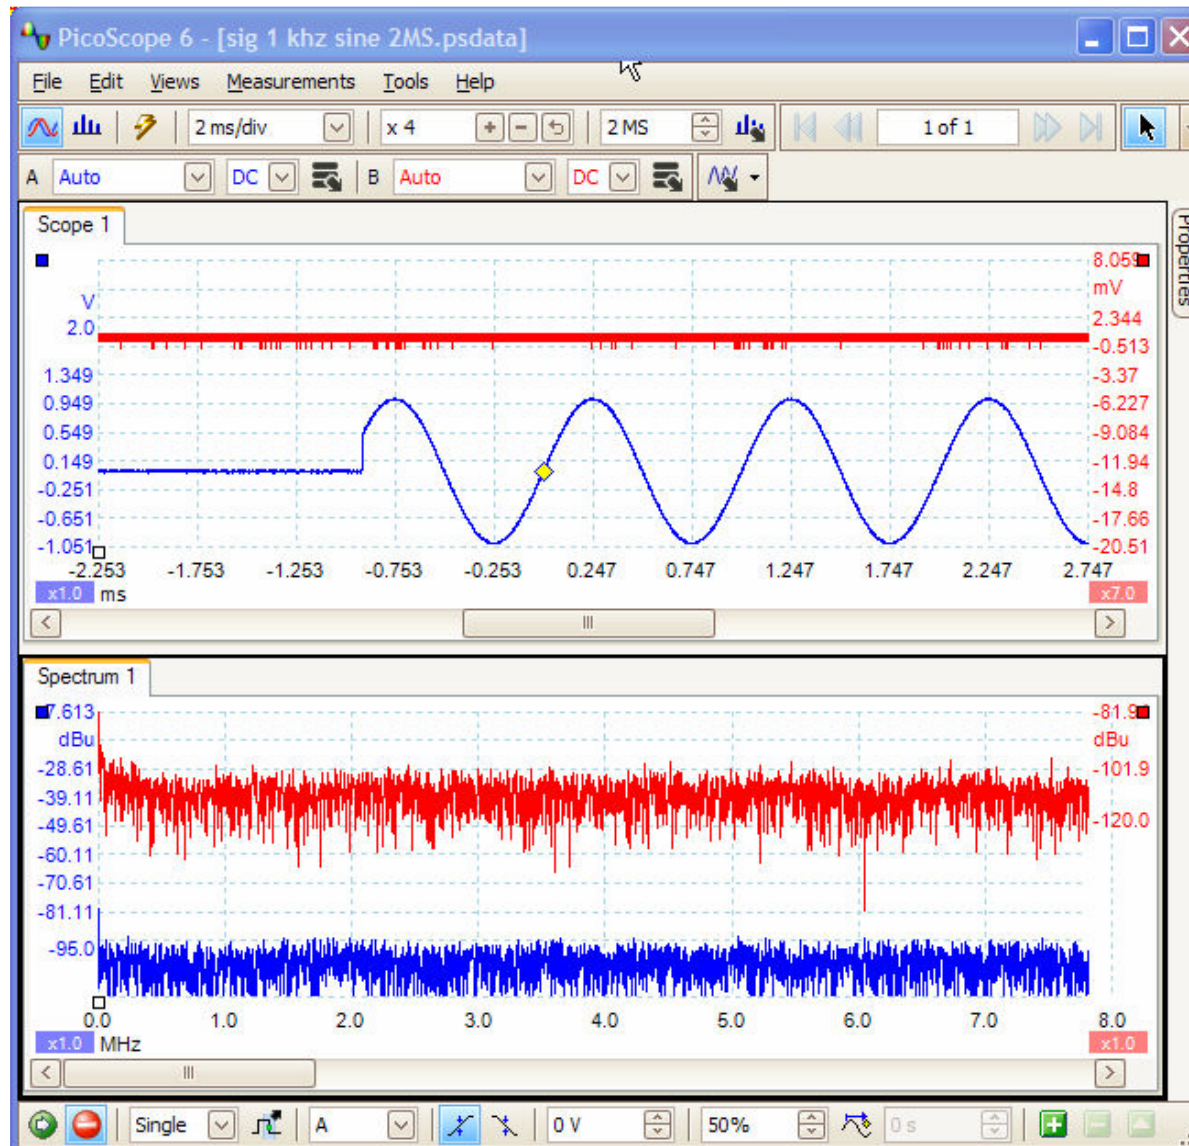 PicoScope 6 - [sig 1 khz sine 2MS.psdata]
File Edit Views Measurements Tools Help
2 ms/div x 4 2 MS 1 of 1
A Auto DC B Auto DC
Scope 1
Properties
8.059
V mV
2.0 2.344
-0.513
1.349 -3.37
0.949 -6.227
0.549 -9.084
0.149 -11.94
-0.251 -14.8
-0.651 -17.66
-1.051 -20.51
-2.253 -1.753 -1.253 -0.753 -0.253 0.247 0.747 1.247 1.747 2.247 2.747
x1.0 ms x7.0
Spectrum 1
7.613
dBu dBu
-28.61 -101.9
-39.11
-49.61 -120.0
-60.11
-70.61
-81.11
-95.0
0.0 1.0 2.0 3.0 4.0 5.0 6.0 7.0 8.0
x1.0 MHz x1.0
Single A 0 V 50% 0 s